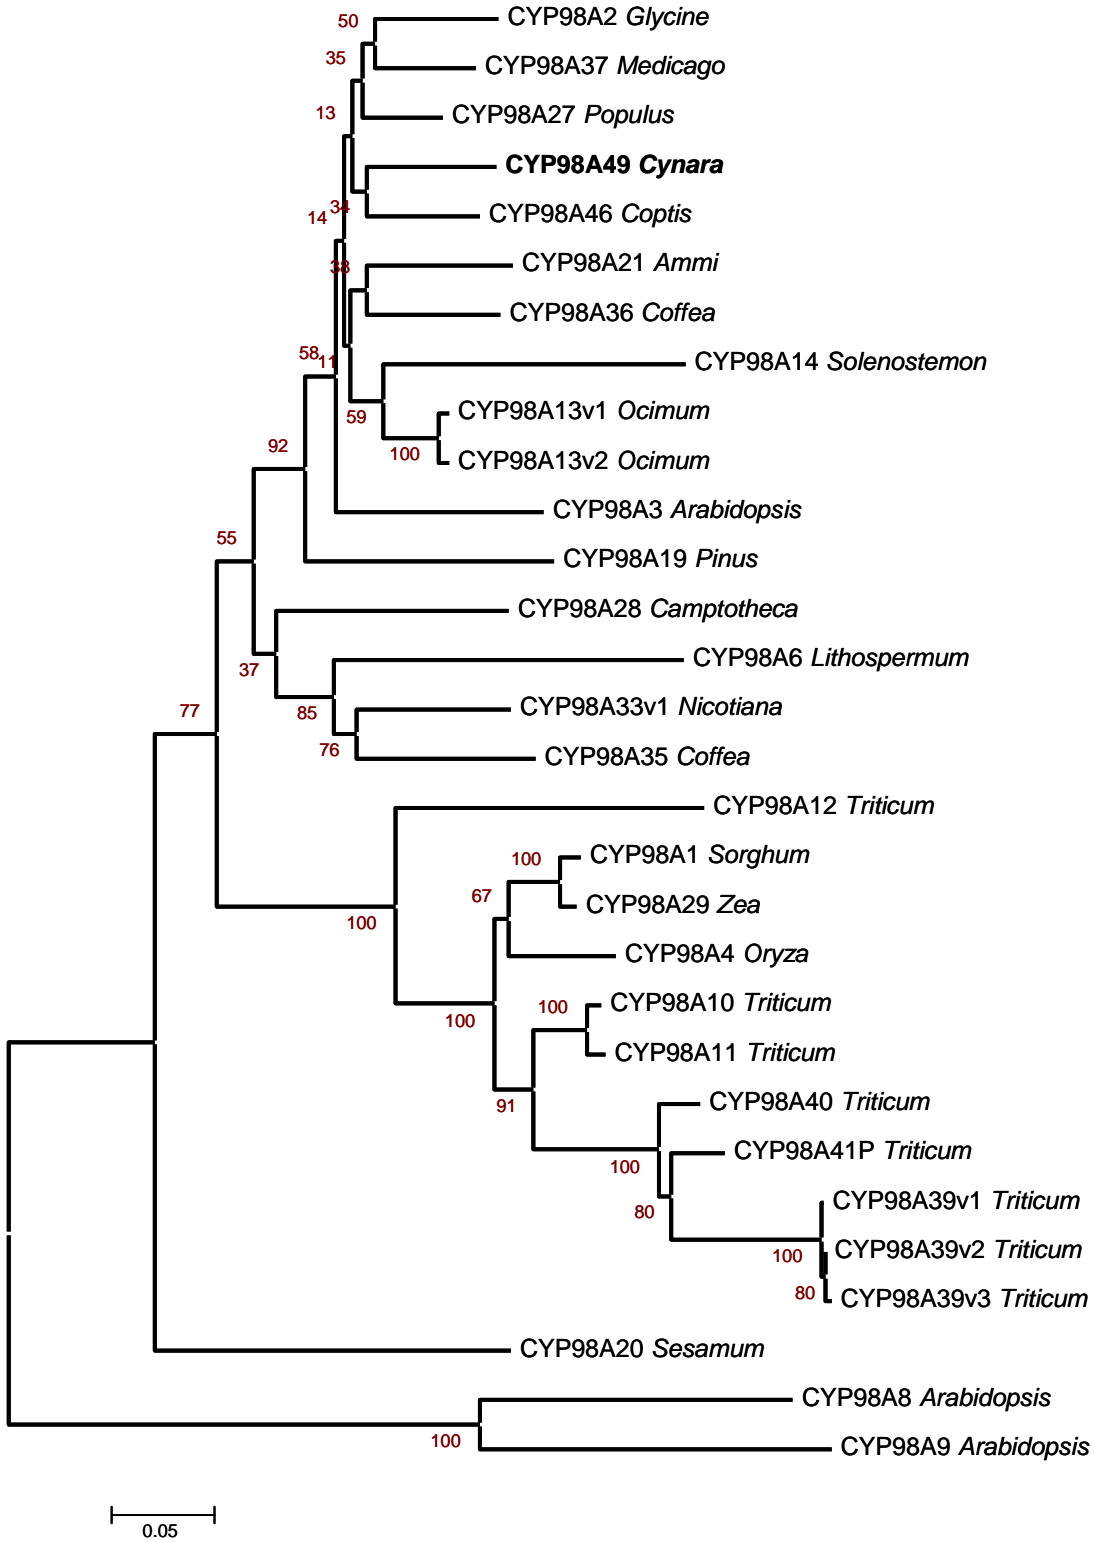 50
CYP98A2 Glycine
35
CYP98A37 Medicago
13
CYP98A27 Populus
CYP98A49 Cynara
34
14
CYP98A46 Coptis
38
CYP98A21 Ammi
CYP98A36 Coffea
58
11
CYP98A14 Solenostemon
59
CYP98A13v1 Ocimum
100
CYP98A13v2 Ocimum
92
CYP98A3 Arabidopsis
55
CYP98A19 Pinus
CYP98A28 Camptotheca
37
CYP98A6 Lithospermum
85
77
CYP98A33v1 Nicotiana
76
CYP98A35 Coffea
CYP98A12 Triticum
100
CYP98A1 Sorghum
67
CYP98A29 Zea
100
CYP98A4 Oryza
100
100
CYP98A10 Triticum
CYP98A11 Triticum
91
CYP98A40 Triticum
100
CYP98A41P Triticum
80
CYP98A39v1 Triticum
100
CYP98A39v2 Triticum
80
CYP98A39v3 Triticum
CYP98A20 Sesamum
CYP98A8 Arabidopsis
100
CYP98A9 Arabidopsis
0.05